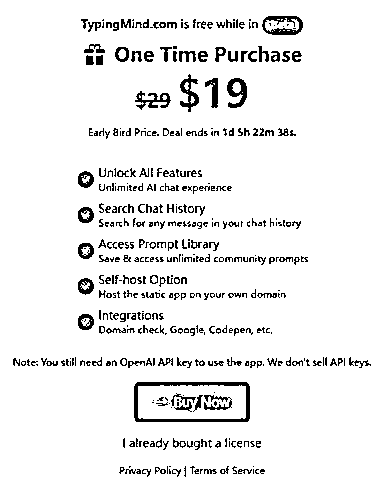 TypingMind.com is free while in Beta!
One Time Purchase
$29 $19
Early Bird Price. Deal ends in 1d 5h 22m 38s.
Unlock All Features
Unlimited AI chat experience
Search Chat History
Search for any message in your chat history
Access Prompt Library
Save & access unlimited community prompts
Self-host Option
Host the static app on your own domain
Integrations
Domain check, Google, Codepen, etc.
Note: You still need an OpenAI API key to use the app. We don't sell API keys.
Buy Now
I already bought a license
Privacy Policy | Terms of Service